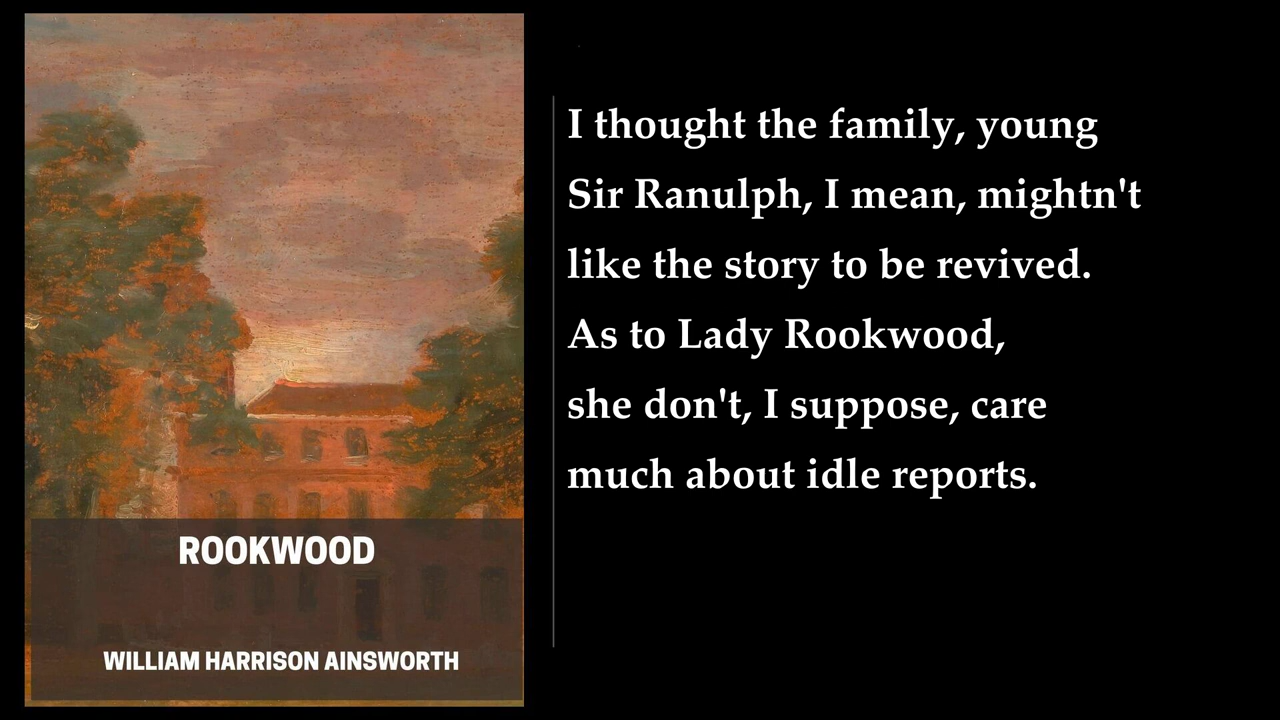 ROOKWOOD
WILLIAM HARRISON AINSWORTH
I thought the family, young
Sir Ranulph, I mean, mightn't
like the story to be revived.
As to Lady Rookwood,
she don't, I suppose, care
much about idle reports.